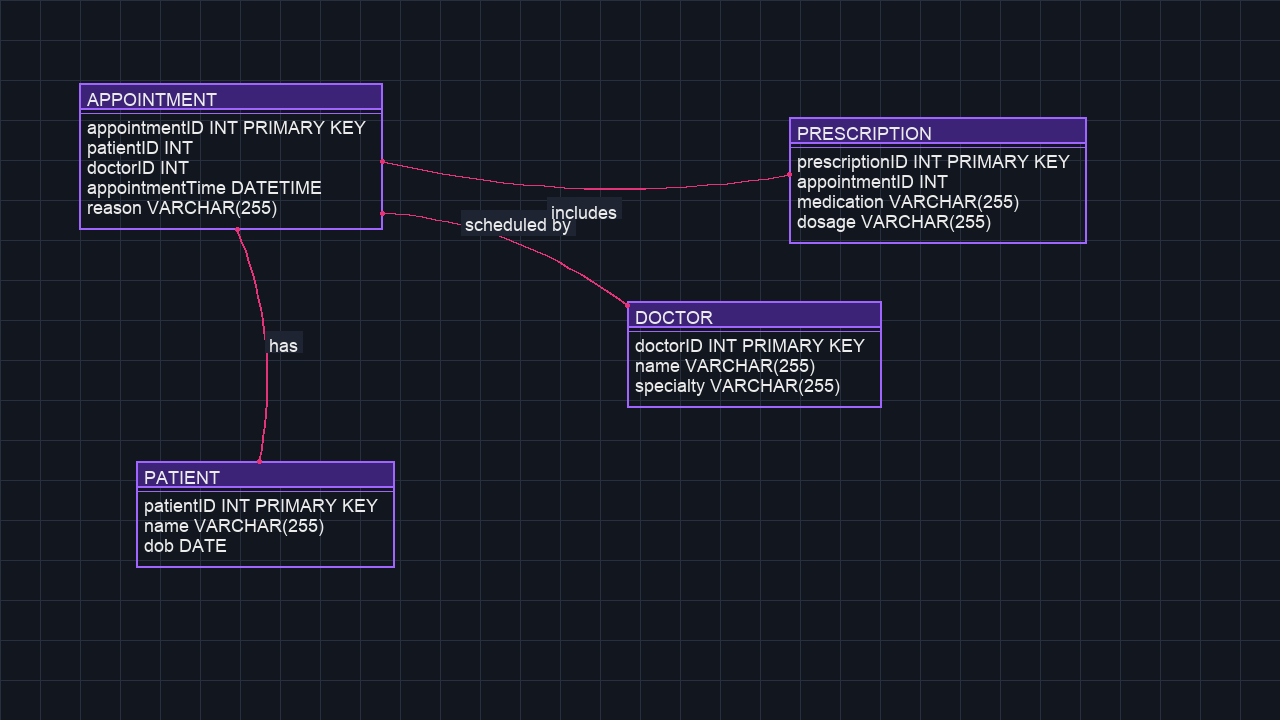 APPOINTMENT
appointmentID INT PRIMARY KEY
patientID INT
doctorID INT
appointmentTime DATETIME
reason VARCHAR(255)
PRESCRIPTION
prescriptionID INT PRIMARY KEY
appointmentID INT
medication VARCHAR(255)
dosage VARCHAR(255)
includes
scheduled by
DOCTOR
doctorID INT PRIMARY KEY
name VARCHAR(255)
specialty VARCHAR(255)
has
PATIENT
patientID INT PRIMARY KEY
name VARCHAR(255)
dob DATE